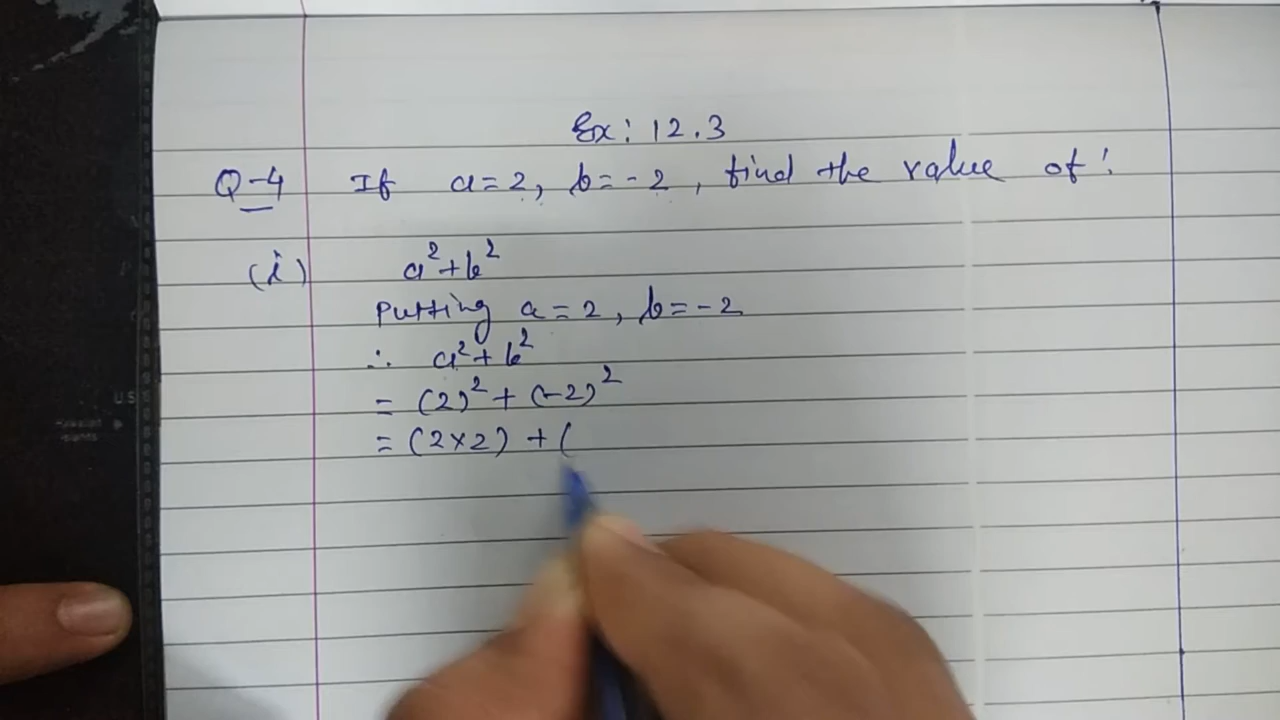 Ex: 12.3
Q-4 If a=2, b=-2, find the value of:
(i) a²+b²
Putting a=2, b=-2
∴ a²+b²
= (2)²+(-2)²
= (2×2) + (
US